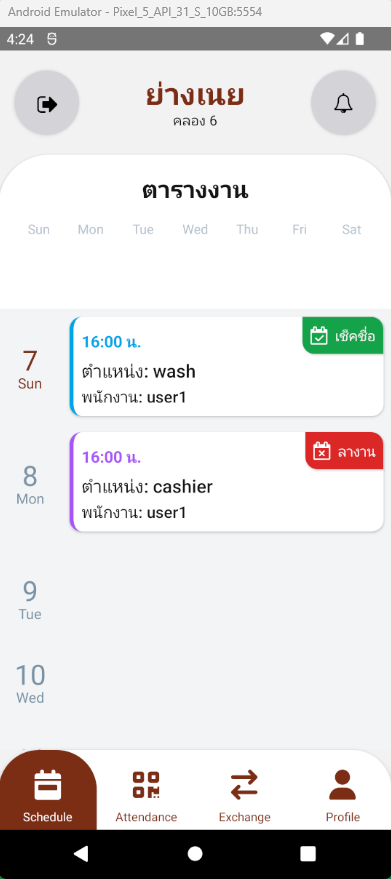 Android Emulator - Pixel_5_API_31_S_10GB:5554
4:24
ย่างเนย
คลอง 6
ตารางงาน
Sun Mon Tue Wed Thu Fri Sat
7
Sun
16:00 น.
เช็คชื่อ
ตำแหน่ง: wash
พนักงาน: user1
8
Mon
16:00 น.
ลางาน
ตำแหน่ง: cashier
พนักงาน: user1
9
Tue
10
Wed
Schedule Attendance Exchange Profile